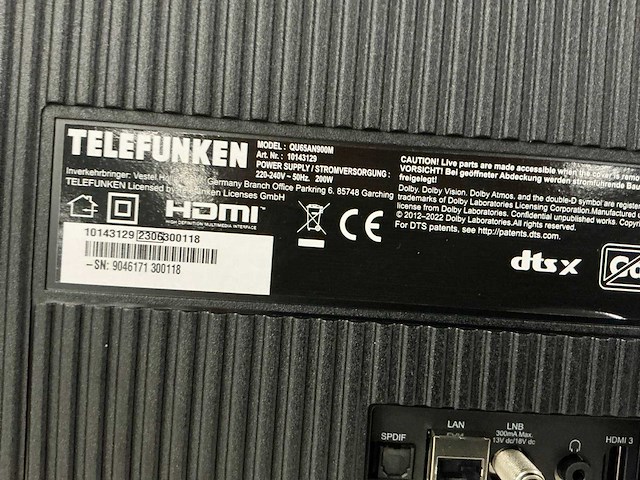 TELEFUNKEN
MODEL : QU65AN900M
Art. Nr. : 10143129
POWER SUPPLY / STROMVERSORGUNG :
220-240V ~ 50Hz. 200W
Inverkehrbringer: Vestel Germany Branch Office Parkring 6, 85748 Garching
TELEFUNKEN Licensed by Licenses GmbH
HDMI
HIGH DEFINITION MULTIMEDIA INTERFACE
10143129 2306300118
-SN: 9046171 300118
CE
CAUTION! Live parts are made accessible when the cover is
VORSICHT! Bei geöffneter Abdeckung werden stromführende
freigelegt!
Dolby, Dolby Vision, Dolby Atmos, and the double-D symbol are
trademarks of Dolby Laboratories Licensing Corporation. Manufactured
license from Dolby Laboratories. Confidential unpublished works.
© 2012-2022 Dolby Laboratories. All rights reserved.
For DTS patents, see http://patents.dts.com.
dts x
SPDIF
LAN
LNB
300mA Max.
13V dc/18V dc
HDMI 3